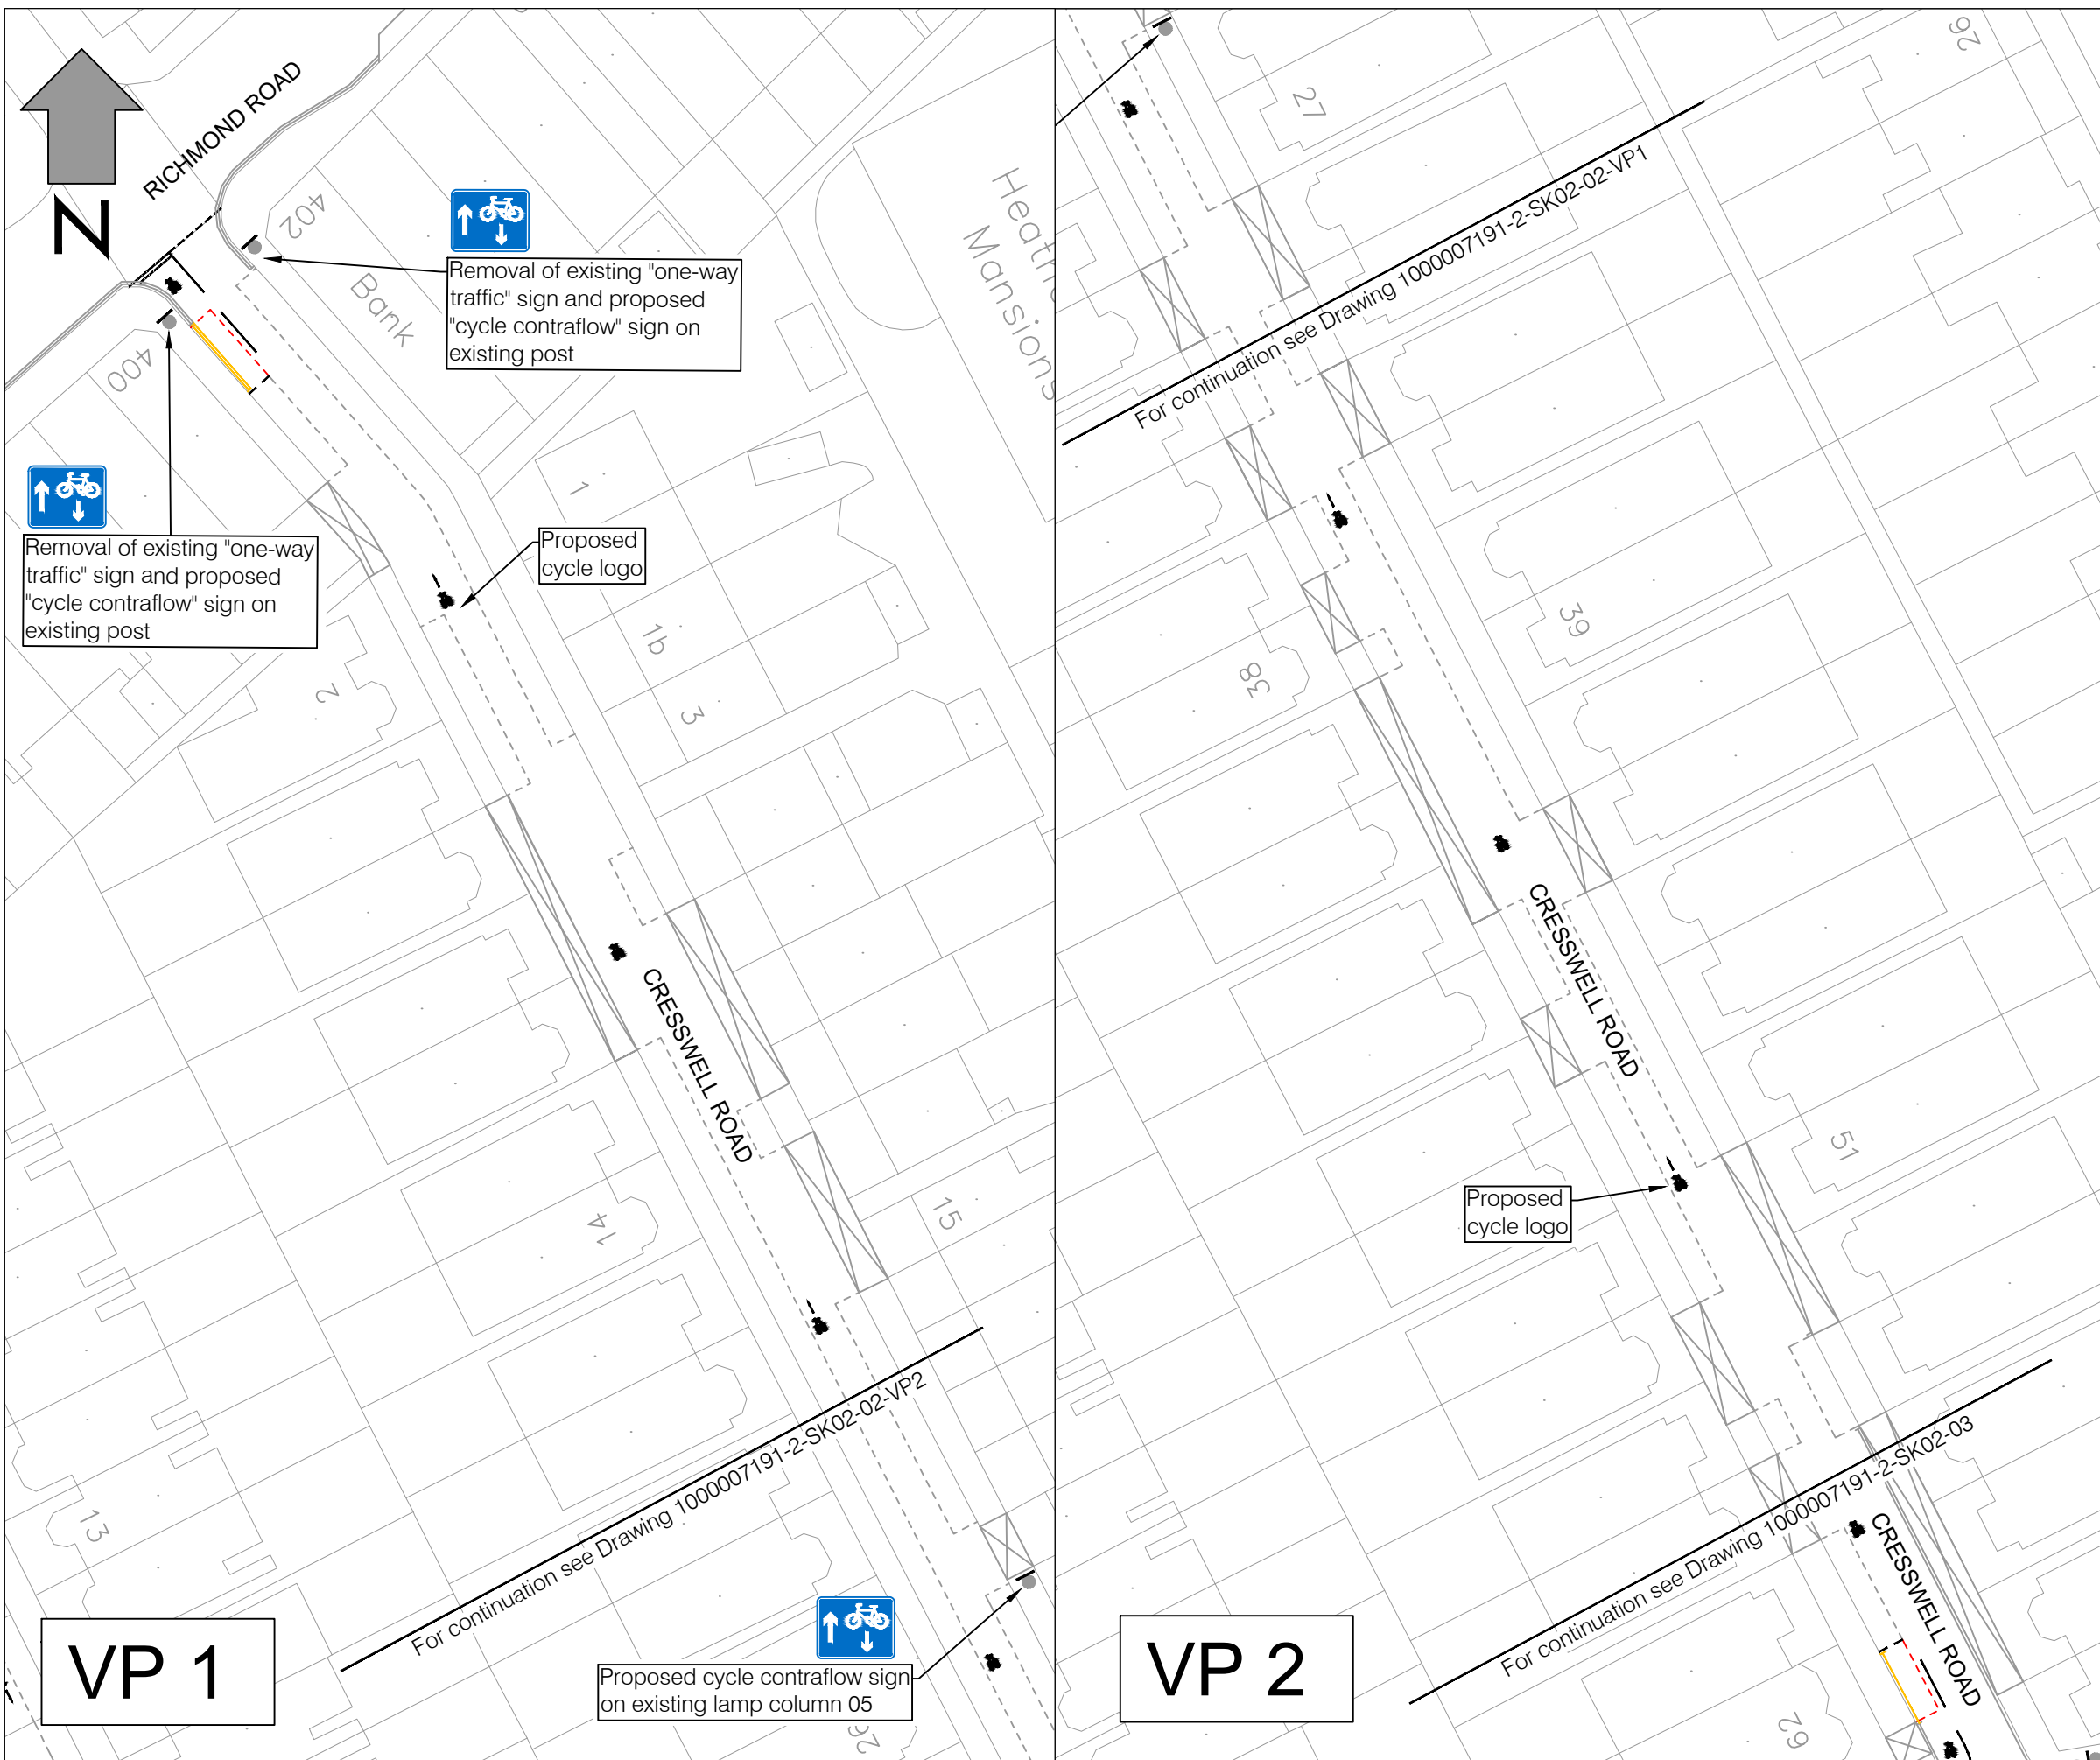 RICHMOND ROAD
N
402
Bank
400
Removal of existing "one-way
traffic" sign and proposed
"cycle contraflow" sign on
existing post
Removal of existing "one-way
traffic" sign and proposed
"cycle contraflow" sign on
existing post
Proposed
cycle logo
Mansions
1
1b
2
3
CRESSWELL ROAD
14
15
13
For continuation see Drawing 1000007191-2-SK02-02-VP2
VP 1
Proposed cycle contraflow sign
on existing lamp column 05
26
26
27
For continuation see Drawing 1000007191-2-SK02-02-VP1
39
38
CRESSWELL ROAD
51
Proposed
cycle logo
For continuation see Drawing 1000007191-2-SK02-03
CRESSWELL ROAD
VP 2
62